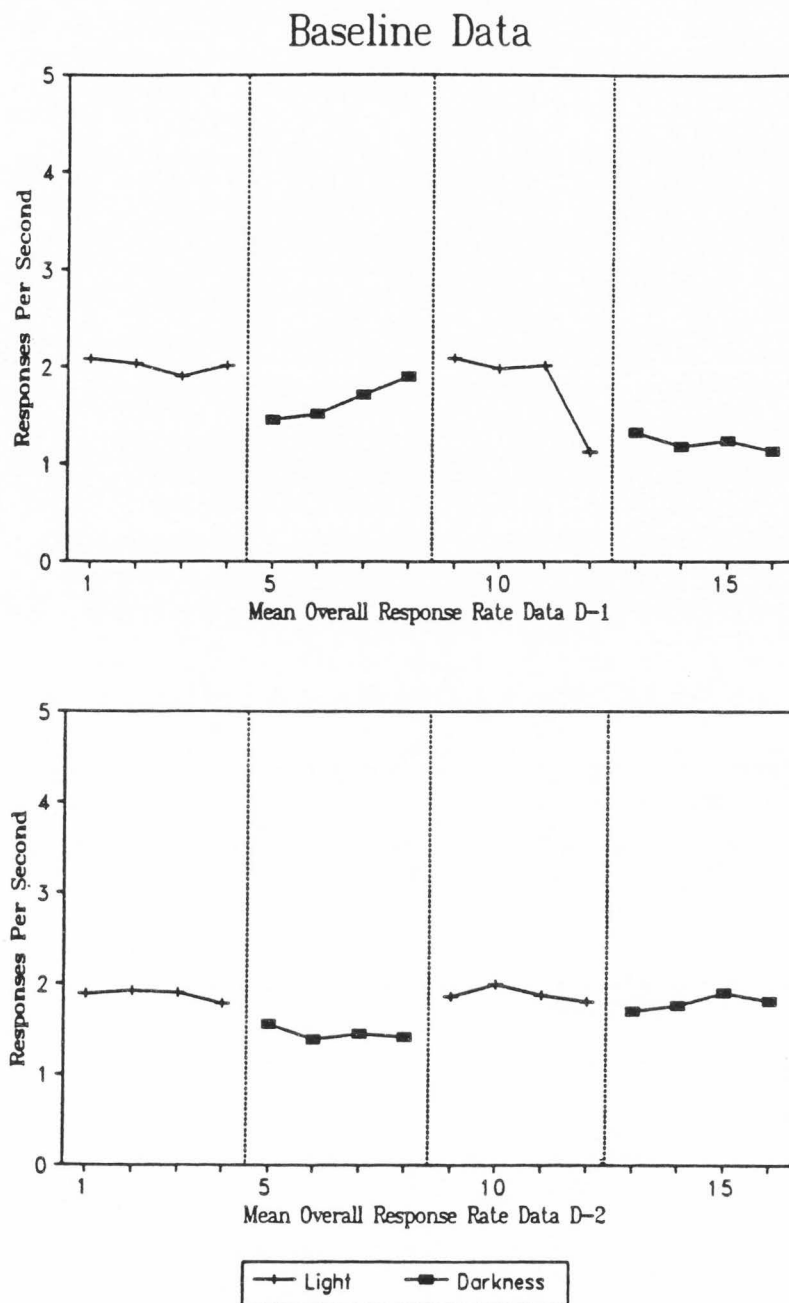 Baseline Data
5
4
3
2
1
0
Responses Per Second
1 5 10 15
Mean Overall Response Rate Data D-1
5
4
3
2
1
0
Responses Per Second
1 5 10 15
Mean Overall Response Rate Data D-2
Light Darkness